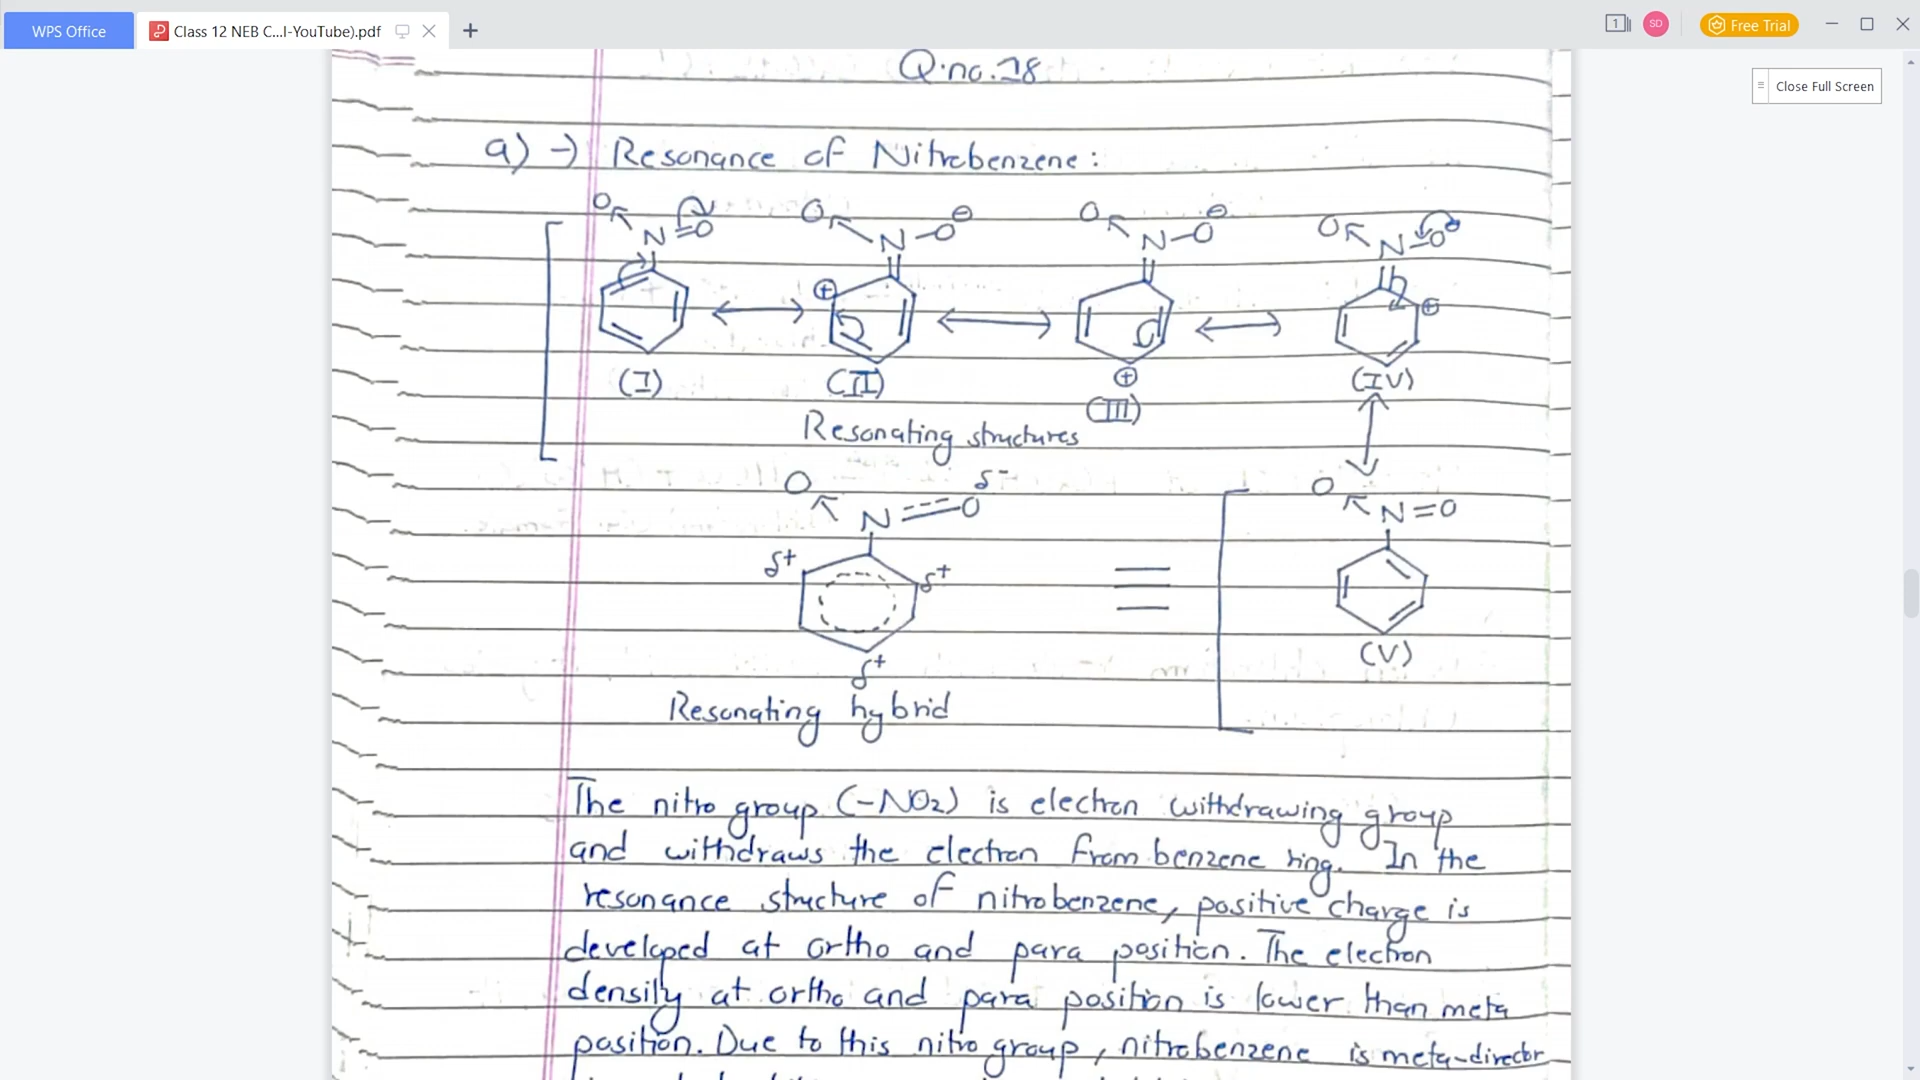 WPS Office
Class 12 NEB C...I-YouTube).pdf
1
SD
Free Trial
Close Full Screen
Q.no.18
a) → Resonance of Nitrobenzene:
O N=O
O N-O ⊖
O N-O ⊖
O N-O
⊕
⊕
⊕
(I)
(II)
(III)
(IV)
Resonating structures
O N=O δ-
δ+ δ+
δ+
O N=O
(V)
Resonating hybrid
The nitro group (-NO₂) is electron withdrawing group
and withdraws the electron from benzene ring. In the
resonance structure of nitrobenzene, positive charge is
developed at ortho and para position. The electron
density at ortho and para position is lower than meta
position. Due to this nitro group, nitrobenzene is meta-director